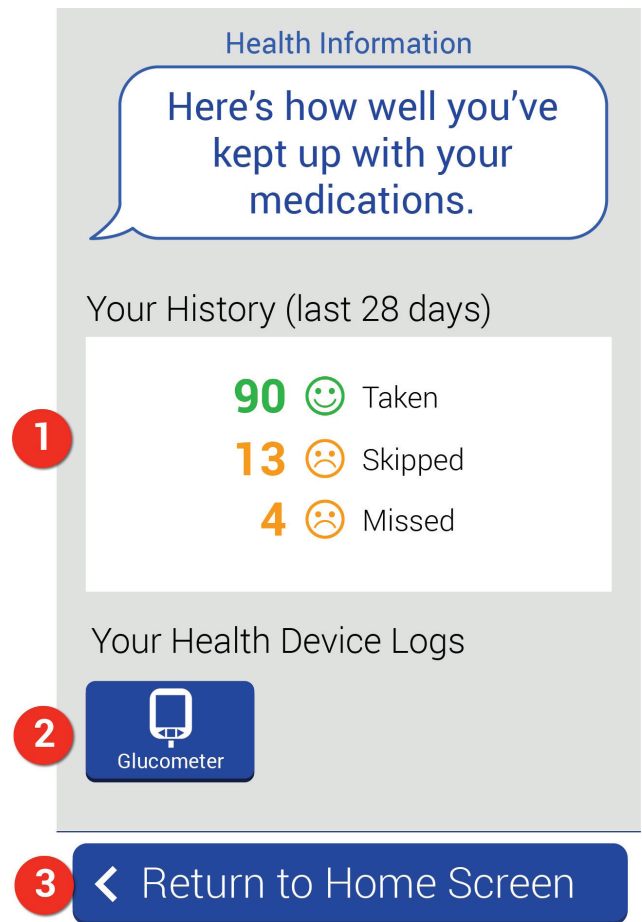 Health Information
Here's how well you've
kept up with your
medications.
Your History (last 28 days)
1
90 Taken
13 Skipped
4 Missed
Your Health Device Logs
2
Glucometer
3
Return to Home Screen